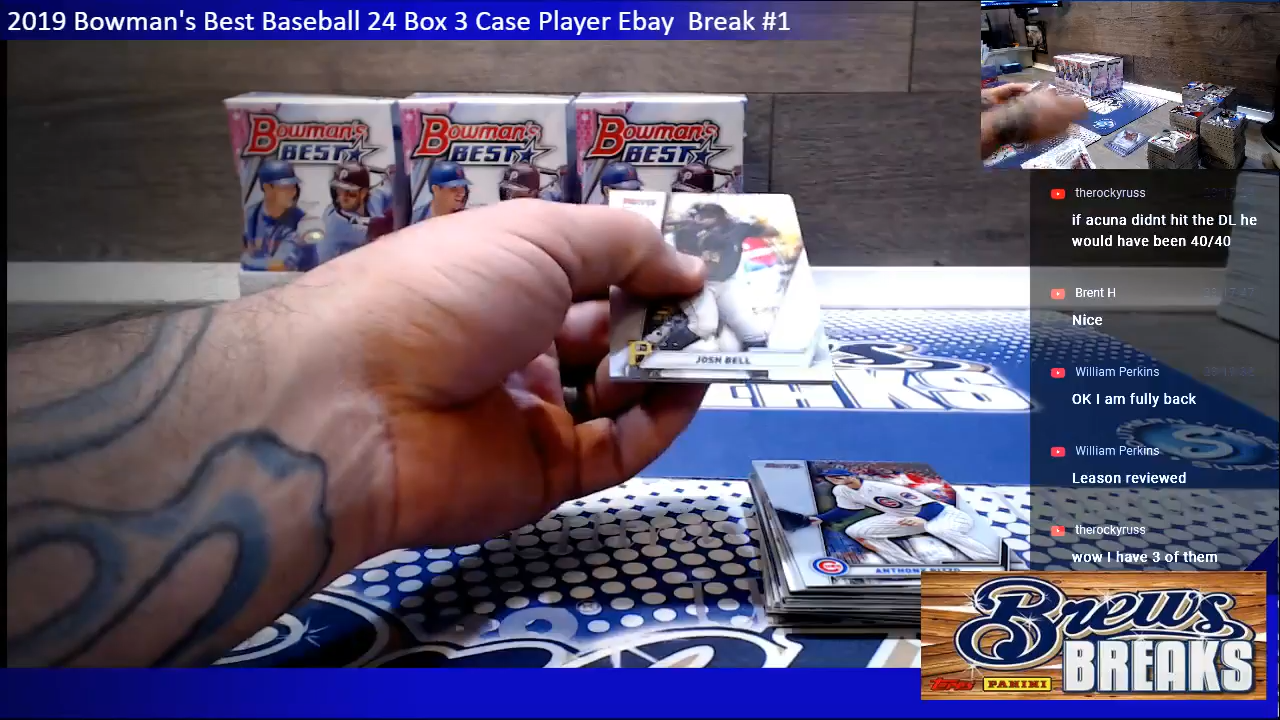 2019 Bowman's Best Baseball 24 Box 3 Case Player Ebay Break #1
Bowman's
BEST
Bowman's
BEST
Bowman's
BEST
JOSH BELL
P
therockyruss
if acuna didnt hit the DL he
would have been 40/40
Brent H
Nice
William Perkins
OK I am fully back
William Perkins
Leason reviewed
therockyruss
wow I have 3 of them
Brews
BREAKS
Topps
PANINI